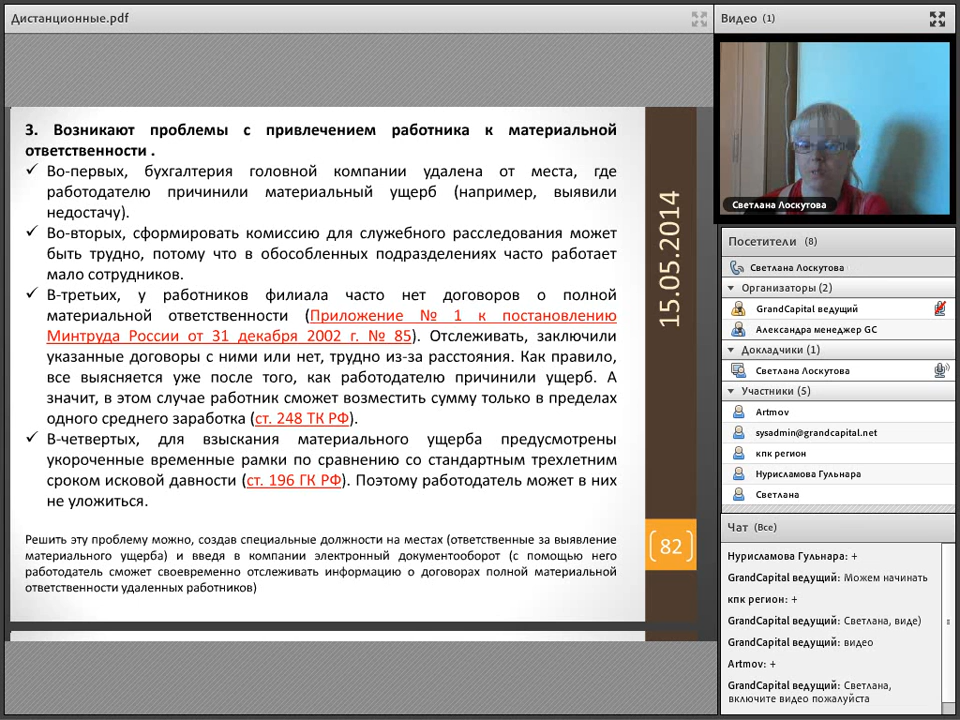 Дистанционные.pdf
3. Возникают проблемы с привлечением работника к материальной
ответственности .
✓ Во-первых, бухгалтерия головной компании удалена от места, где
работодателю причинили материальный ущерб (например, выявили
недостачу).
✓ Во-вторых, сформировать комиссию для служебного расследования может
быть трудно, потому что в обособленных подразделениях часто работает
мало сотрудников.
✓ В-третьих, у работников филиала часто нет договоров о полной
материальной ответственности (Приложение № 1 к постановлению
Минтруда России от 31 декабря 2002 г. № 85). Отслеживать, заключили
указанные договоры с ними или нет, трудно из-за расстояния. Как правило,
все выясняется уже после того, как работодателю причинили ущерб. А
значит, в этом случае работник сможет возместить сумму только в пределах
одного среднего заработка (ст. 248 ТК РФ).
✓ В-четвертых, для взыскания материального ущерба предусмотрены
укороченные временные рамки по сравнению со стандартным трехлетним
сроком исковой давности (ст. 196 ГК РФ). Поэтому работодатель может в них
не уложиться.
Решить эту проблему можно, создав специальные должности на местах (ответственные за выявление
материального ущерба) и введя в компании электронный документооборот (с помощью него
работодатель сможет своевременно отслеживать информацию о договорах полной материальной
ответственности удаленных работников)
15.05.2014
82
Видео (1)
Светлана Лоскутова
Посетители (8)
Светлана Лоскутова
Организаторы (2)
GrandCapital ведущий
Александра менеджер GC
Докладчики (1)
Светлана Лоскутова
Участники (5)
Artmov
sysadmin@grandcapital.net
кпк регион
Нурисламова Гульнара
Светлана
Чат (Все)
Нурисламова Гульнара: +
GrandCapital ведущий: Можем начинать
кпк регион: +
GrandCapital ведущий: Светлана, виде)
GrandCapital ведущий: видео
Artmov: +
GrandCapital ведущий: Светлана,
включите видео пожалуйста